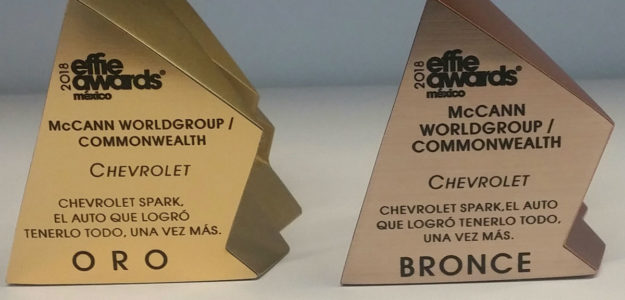 2018
effie
awards®
méxico
McCANN WORLDGROUP /
COMMONWEALTH
CHEVROLET
CHEVROLET SPARK,
EL AUTO QUE LOGRÓ
TENERLO TODO, UNA VEZ MÁS.
ORO
2018
effie
awards®
méxico
McCANN
WORLDGROUP /
COMMONWEALTH
CHEVROLET
CHEVROLET SPARK,EL AUTO
QUE LOGRÓ TENERLO TODO,
UNA VEZ MÁS.
BRONCE